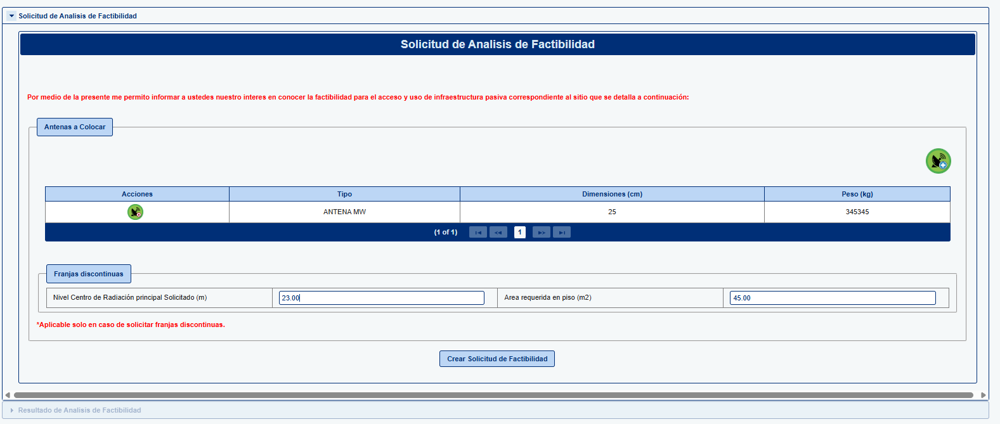 Solicitud de Analisis de Factibilidad
Solicitud de Analisis de Factibilidad
Por medio de la presente me permito informar a ustedes nuestro interes en conocer la factibilidad para el acceso y uso de infraestructura pasiva correspondiente al sitio que se detalla a continuación:
Antenas a Colocar
Acciones Tipo Dimensiones (cm) Peso (kg)
ANTENA MW 25 345345
(1 of 1) 1
Franjas discontinuas
Nivel Centro de Radiación principal Solicitado (m) 23.00 Area requerida en piso (m2) 45.00
*Aplicable solo en caso de solicitar franjas discontinuas.
Crear Solicitud de Factibilidad
Resultado de Analisis de Factibilidad